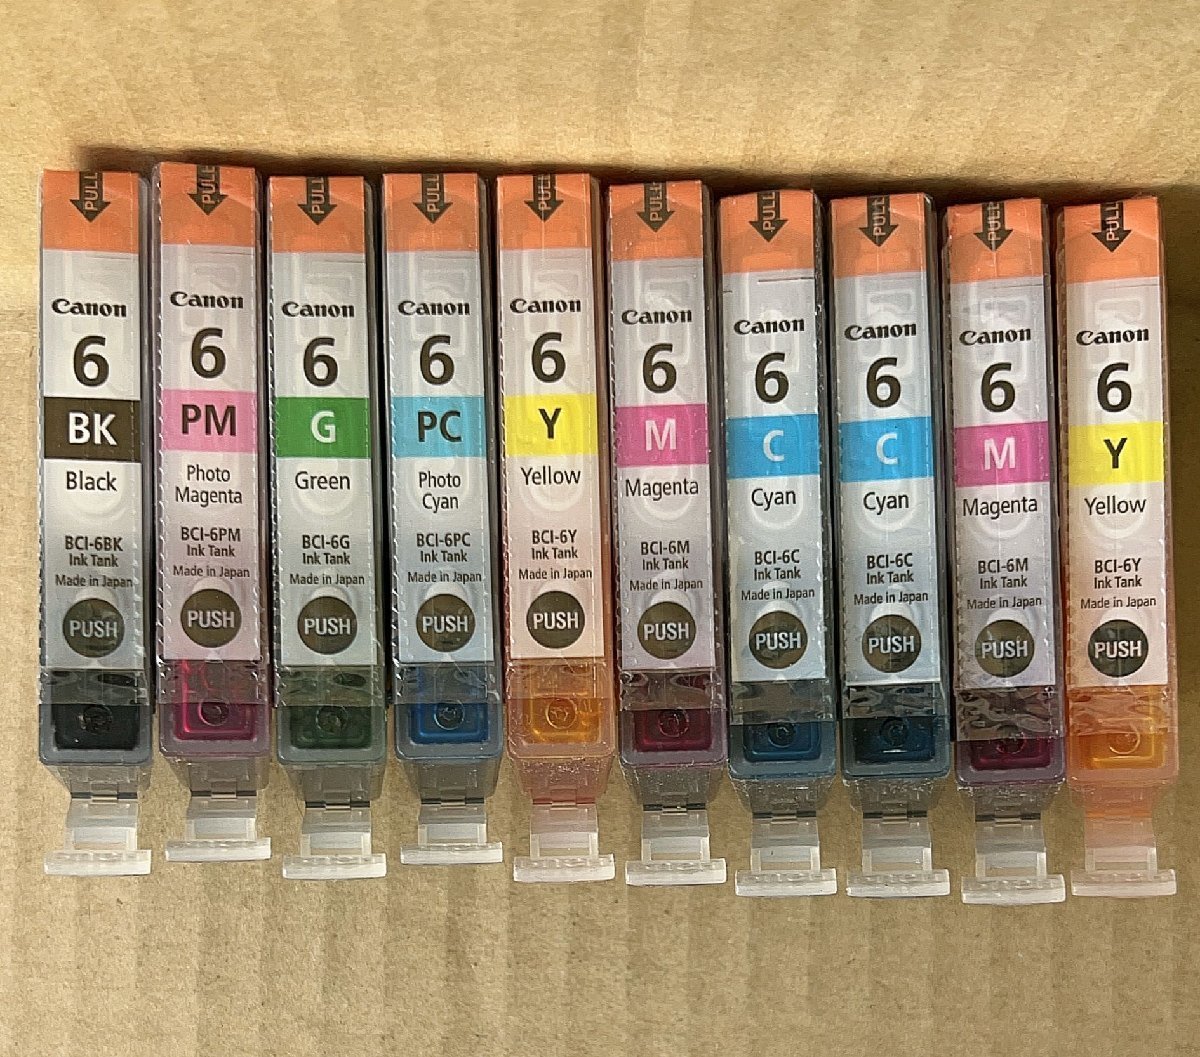 PULL
Canon
6
BK
Black
BCI-6BK
Ink Tank
Made in Japan
PUSH
PULL
Canon
6
PM
Photo
Magenta
BCI-6PM
Ink Tank
Made in Japan
PUSH
PULL
Canon
6
G
Green
BCI-6G
Ink Tank
Made in Japan
PUSH
PULL
Canon
6
PC
Photo
Cyan
BCI-6PC
Ink Tank
Made in Japan
PUSH
PULL
Canon
6
Y
Yellow
BCI-6Y
Ink Tank
Made in Japan
PUSH
PULL
Canon
6
M
Magenta
BCI-6M
Ink Tank
Made in Japan
PUSH
PULL
Canon
6
C
Cyan
BCI-6C
Ink Tank
Made in Japan
PUSH
PULL
Canon
6
C
Cyan
BCI-6C
Ink Tank
Made in Japan
PUSH
PULL
Canon
6
M
Magenta
BCI-6M
Ink Tank
Made in Japan
PUSH
PULL
Canon
6
Y
Yellow
BCI-6Y
Ink Tank
Made in Japan
PUSH